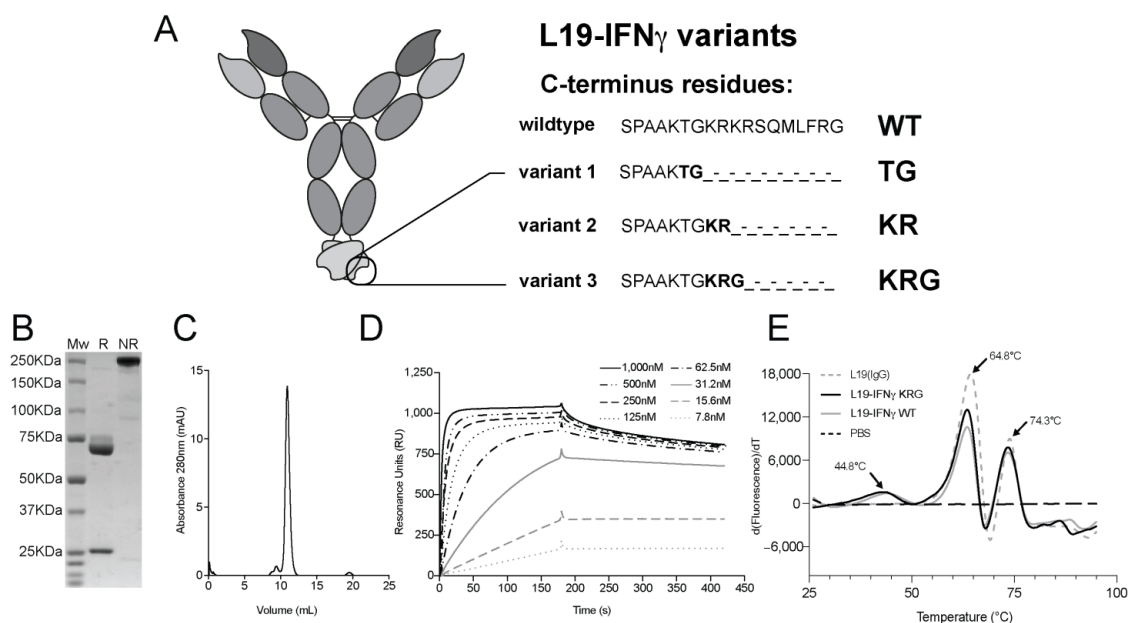 A
L19-IFNγ variants
C-terminus residues:
wildtype SPAAKTGKRKRSQMLFRG WT
variant 1 SPAAKTG_-_-_-_-_-_-_ TG
variant 2 SPAAKTGKR_-_-_-_-_-_ KR
variant 3 SPAAKTGKRG_-_-_-_-_ KRG
B
Mw R NR
250KDa
150KDa
100KDa
75KDa
50KDa
37KDa
25KDa
C
15
10
5
0
0 5 10 15 20 25
Absorbance 280nm (mAU)
Volume (mL)
D
1,000nM 62.5nM
500nM 31.2nM
250nM 15.6nM
125nM 7.8nM
1,250
1,000
750
500
250
0
0 50 100 150 200 250 300 350 400 450
Resonance Units (RU)
Time (s)
E
L19(IgG)
L19-IFNγ KRG
L19-IFNγ WT
PBS
64.8°C
74.3°C
44.8°C
18,000
12,000
6,000
0
−6,000
25 50 75 100
d(Fluorescence)/dT
Temperature (°C)